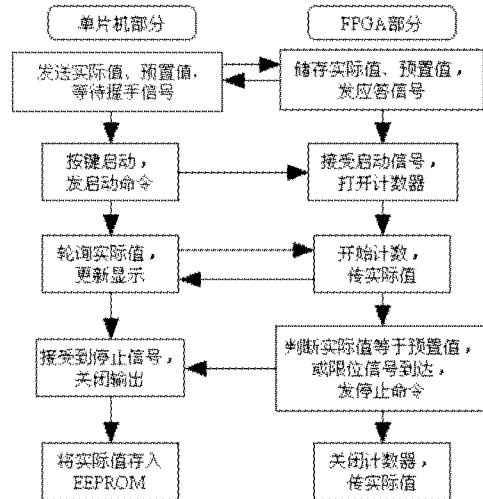 单片机部分
FPGA部分
发送实际值、预置值,
等待握手信号
储存实际值、预置值,
发应答信号
按键启动,
发启动命令
接受启动信号,
打开计数器
轮询实际值,
更新显示
开始计数,
传实际值
接受到停止信号,
关闭输出
判断实际值等于预置值,
或限位信号到达,
发停止命令
将实际值存入
EEPROM
关闭计数器,
传实际值